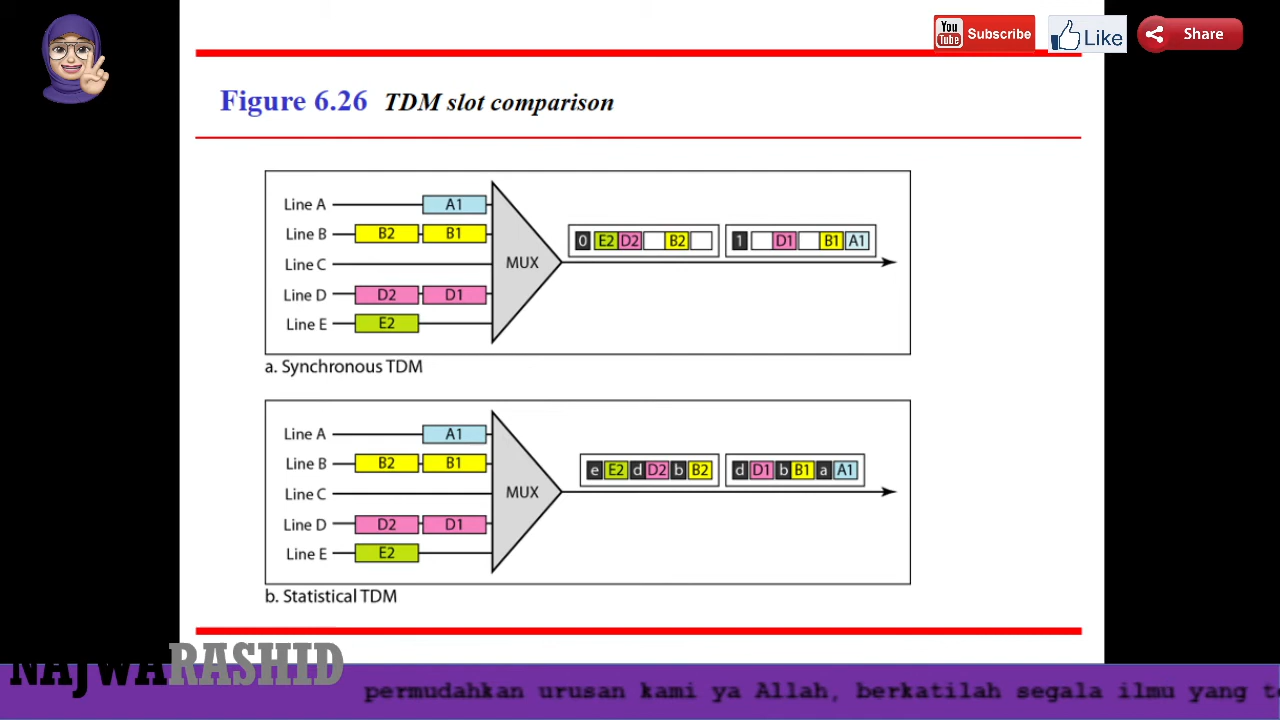 You
Tube
Subscribe
Like
Share
Figure 6.26 TDM slot comparison
Line A A1
Line B B2 B1
Line C
Line D D2 D1
Line E E2
MUX
0 E2 D2 B2
1 D1 B1 A1
a. Synchronous TDM
Line A A1
Line B B2 B1
Line C
Line D D2 D1
Line E E2
MUX
e E2 d D2 b B2
d D1 b B1 a A1
b. Statistical TDM
NAJWARASHID
permudahkan urusan kami ya Allah, berkatilah segala ilmu yang